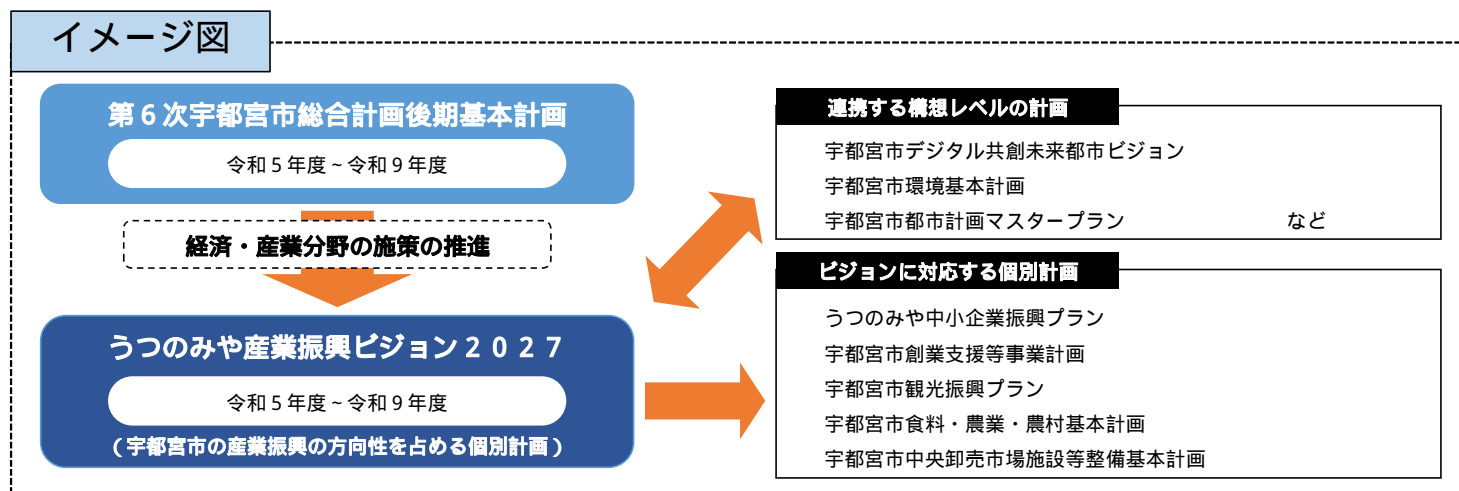 イメージ図
第６次宇都宮市総合計画後期基本計画
令和５年度～令和９年度
経済・産業分野の施策の推進
うつのみや産業振興ビジョン２０２７
令和５年度～令和９年度
（宇都宮市の産業振興の方向性を占める個別計画）
連携する構想レベルの計画
宇都宮市デジタル共創未来都市ビジョン
宇都宮市環境基本計画
宇都宮市都市計画マスタープラン　　　　　　　　など
ビジョンに対応する個別計画
うつのみや中小企業振興プラン
宇都宮市創業支援等事業計画
宇都宮市観光振興プラン
宇都宮市食料・農業・農村基本計画
宇都宮市中央卸売市場施設等整備基本計画